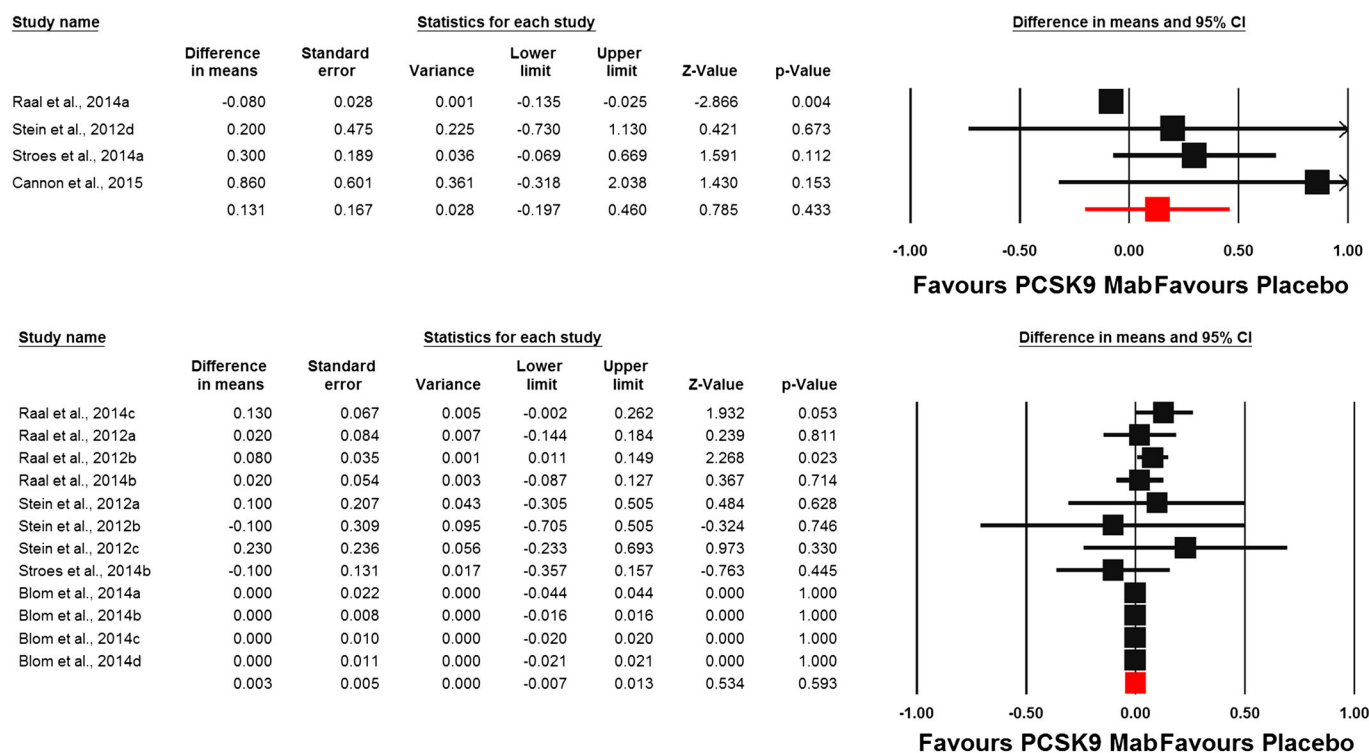 Study name Statistics for each study Difference in means and 95% CI
Difference Standard Lower Upper
in means error Variance limit limit Z-Value p-Value
Raal et al., 2014a -0.080 0.028 0.001 -0.135 -0.025 -2.866 0.004
Stein et al., 2012d 0.200 0.475 0.225 -0.730 1.130 0.421 0.673
Stroes et al., 2014a 0.300 0.189 0.036 -0.069 0.669 1.591 0.112
Cannon et al., 2015 0.860 0.601 0.361 -0.318 2.038 1.430 0.153
0.131 0.167 0.028 -0.197 0.460 0.785 0.433
-1.00 -0.50 0.00 0.50 1.00
Favours PCSK9 Mab Favours Placebo
Study name Statistics for each study Difference in means and 95% CI
Difference Standard Lower Upper
in means error Variance limit limit Z-Value p-Value
Raal et al., 2014c 0.130 0.067 0.005 -0.002 0.262 1.932 0.053
Raal et al., 2012a 0.020 0.084 0.007 -0.144 0.184 0.239 0.811
Raal et al., 2012b 0.080 0.035 0.001 0.011 0.149 2.268 0.023
Raal et al., 2014b 0.020 0.054 0.003 -0.087 0.127 0.367 0.714
Stein et al., 2012a 0.100 0.207 0.043 -0.305 0.505 0.484 0.628
Stein et al., 2012b -0.100 0.309 0.095 -0.705 0.505 -0.324 0.746
Stein et al., 2012c 0.230 0.236 0.056 -0.233 0.693 0.973 0.330
Stroes et al., 2014b -0.100 0.131 0.017 -0.357 0.157 -0.763 0.445
Blom et al., 2014a 0.000 0.022 0.000 -0.044 0.044 0.000 1.000
Blom et al., 2014b 0.000 0.008 0.000 -0.016 0.016 0.000 1.000
Blom et al., 2014c 0.000 0.010 0.000 -0.020 0.020 0.000 1.000
Blom et al., 2014d 0.000 0.011 0.000 -0.021 0.021 0.000 1.000
0.003 0.005 0.000 -0.007 0.013 0.534 0.593
-1.00 -0.50 0.00 0.50 1.00
Favours PCSK9 Mab Favours Placebo